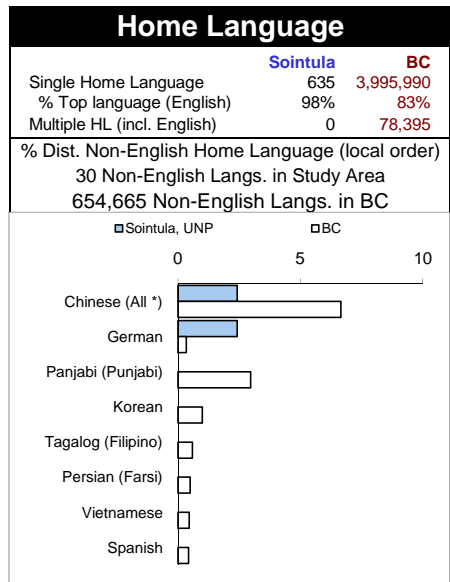 Home Language
Sointula BC
Single Home Language 635 3,995,990
% Top language (English) 98% 83%
Multiple HL (incl. English) 0 78,395
% Dist. Non-English Home Language (local order)
30 Non-English Langs. in Study Area
654,665 Non-English Langs. in BC
Sointula, UNP BC
0 5 10
Chinese (All *)
German
Panjabi (Punjabi)
Korean
Tagalog (Filipino)
Persian (Farsi)
Vietnamese
Spanish